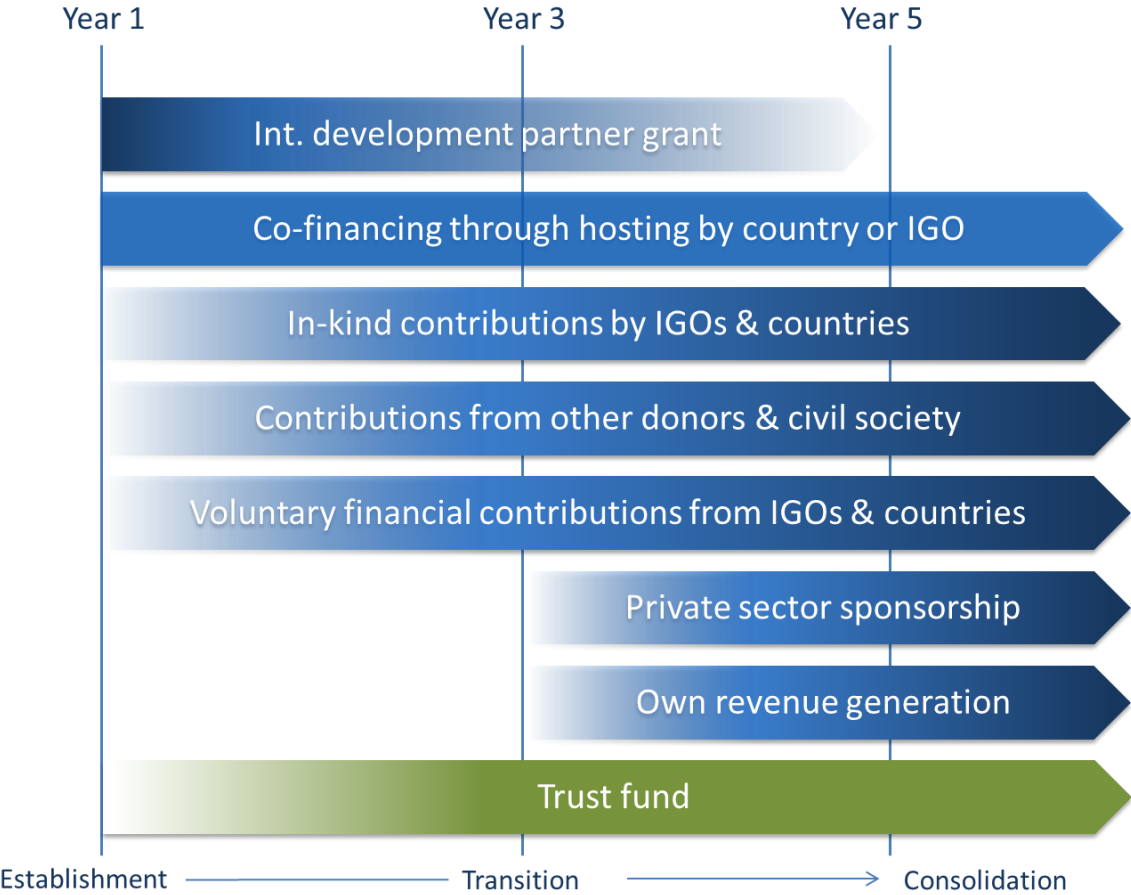 Year 1 Year 3 Year 5
Int. development partner grant
Co-financing through hosting by country or IGO
In-kind contributions by IGOs & countries
Contributions from other donors & civil society
Voluntary financial contributions from IGOs & countries
Private sector sponsorship
Own revenue generation
Trust fund
Establishment Transition Consolidation